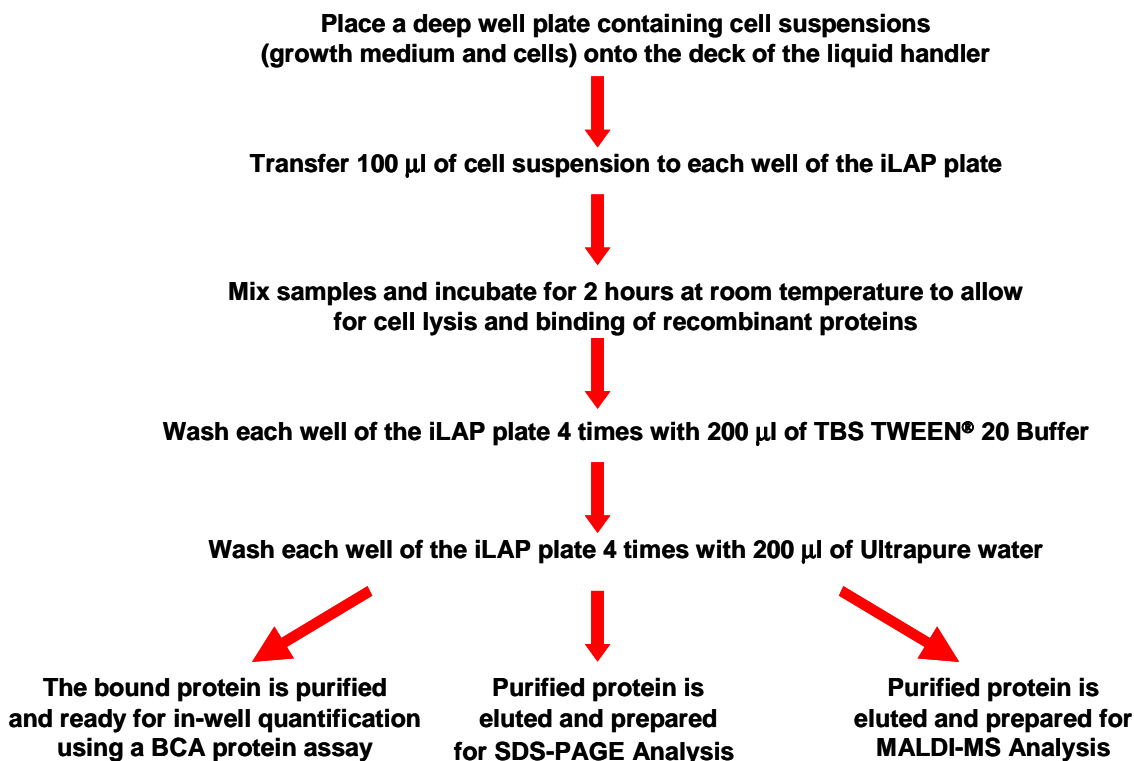 Place a deep well plate containing cell suspensions
(growth medium and cells) onto the deck of the liquid handler
Transfer 100 µl of cell suspension to each well of the iLAP plate
Mix samples and incubate for 2 hours at room temperature to allow
for cell lysis and binding of recombinant proteins
Wash each well of the iLAP plate 4 times with 200 µl of TBS TWEEN® 20 Buffer
Wash each well of the iLAP plate 4 times with 200 µl of Ultrapure water
The bound protein is purified
and ready for in-well quantification
using a BCA protein assay
Purified protein is
eluted and prepared
for SDS-PAGE Analysis
Purified protein is
eluted and prepared for
MALDI-MS Analysis